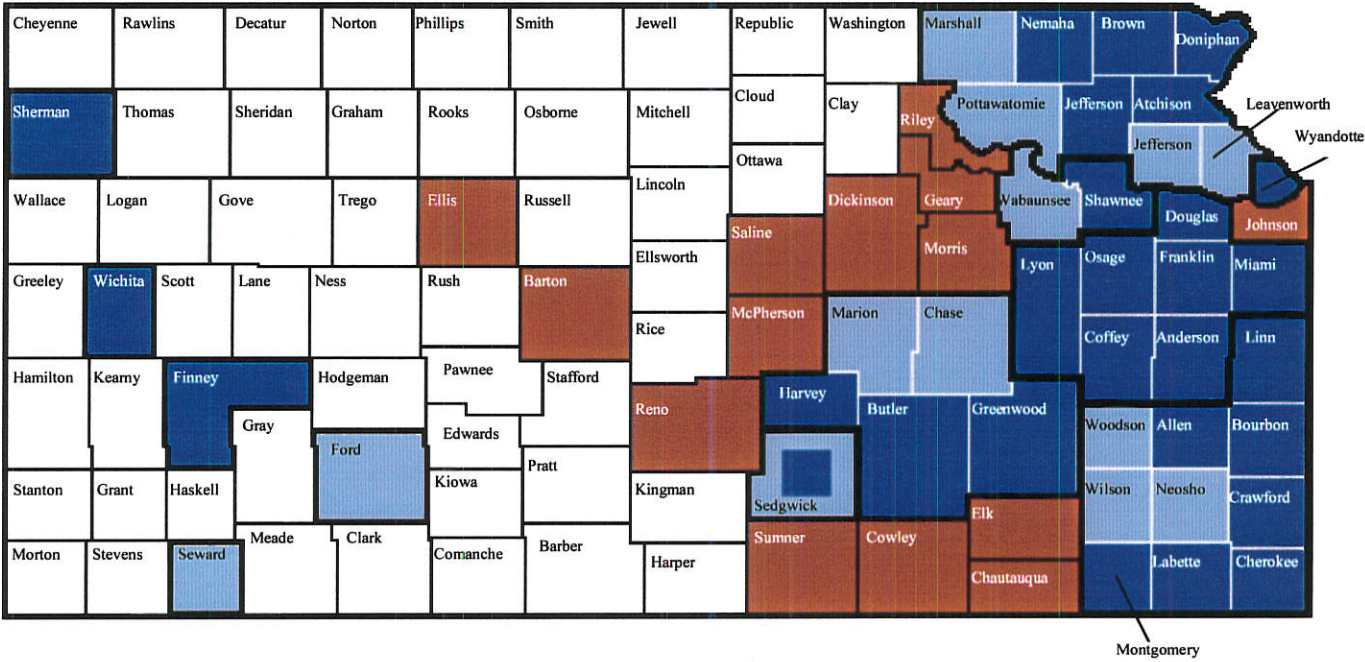 Cheyenne
Rawlins
Decatur
Norton
Phillips
Smith
Jewell
Republic
Washington
Marshall
Nemaha
Brown
Doniphan
Sherman
Thomas
Sheridan
Graham
Rooks
Osborne
Mitchell
Cloud
Clay
Riley
Pottawatomie
Jefferson
Atchison
Leavenworth
Wyandotte
Jefferson
Ottawa
Wallace
Logan
Gove
Trego
Ellis
Russell
Lincoln
Saline
Dickinson
Geary
Wabaunsee
Shawnee
Douglas
Johnson
Morris
Greeley
Wichita
Scott
Lane
Ness
Rush
Barton
Ellsworth
Lyon
Osage
Franklin
Miami
Rice
McPherson
Marion
Chase
Coffey
Anderson
Linn
Hamilton
Kearny
Finney
Hodgeman
Pawnee
Stafford
Reno
Harvey
Butler
Greenwood
Gray
Ford
Edwards
Woodson
Allen
Bourbon
Stanton
Grant
Haskell
Kiowa
Pratt
Kingman
Sedgwick
Wilson
Neosho
Crawford
Elk
Morton
Stevens
Seward
Meade
Clark
Comanche
Barber
Harper
Sumner
Cowley
Chautauqua
Labette
Cherokee
Montgomery